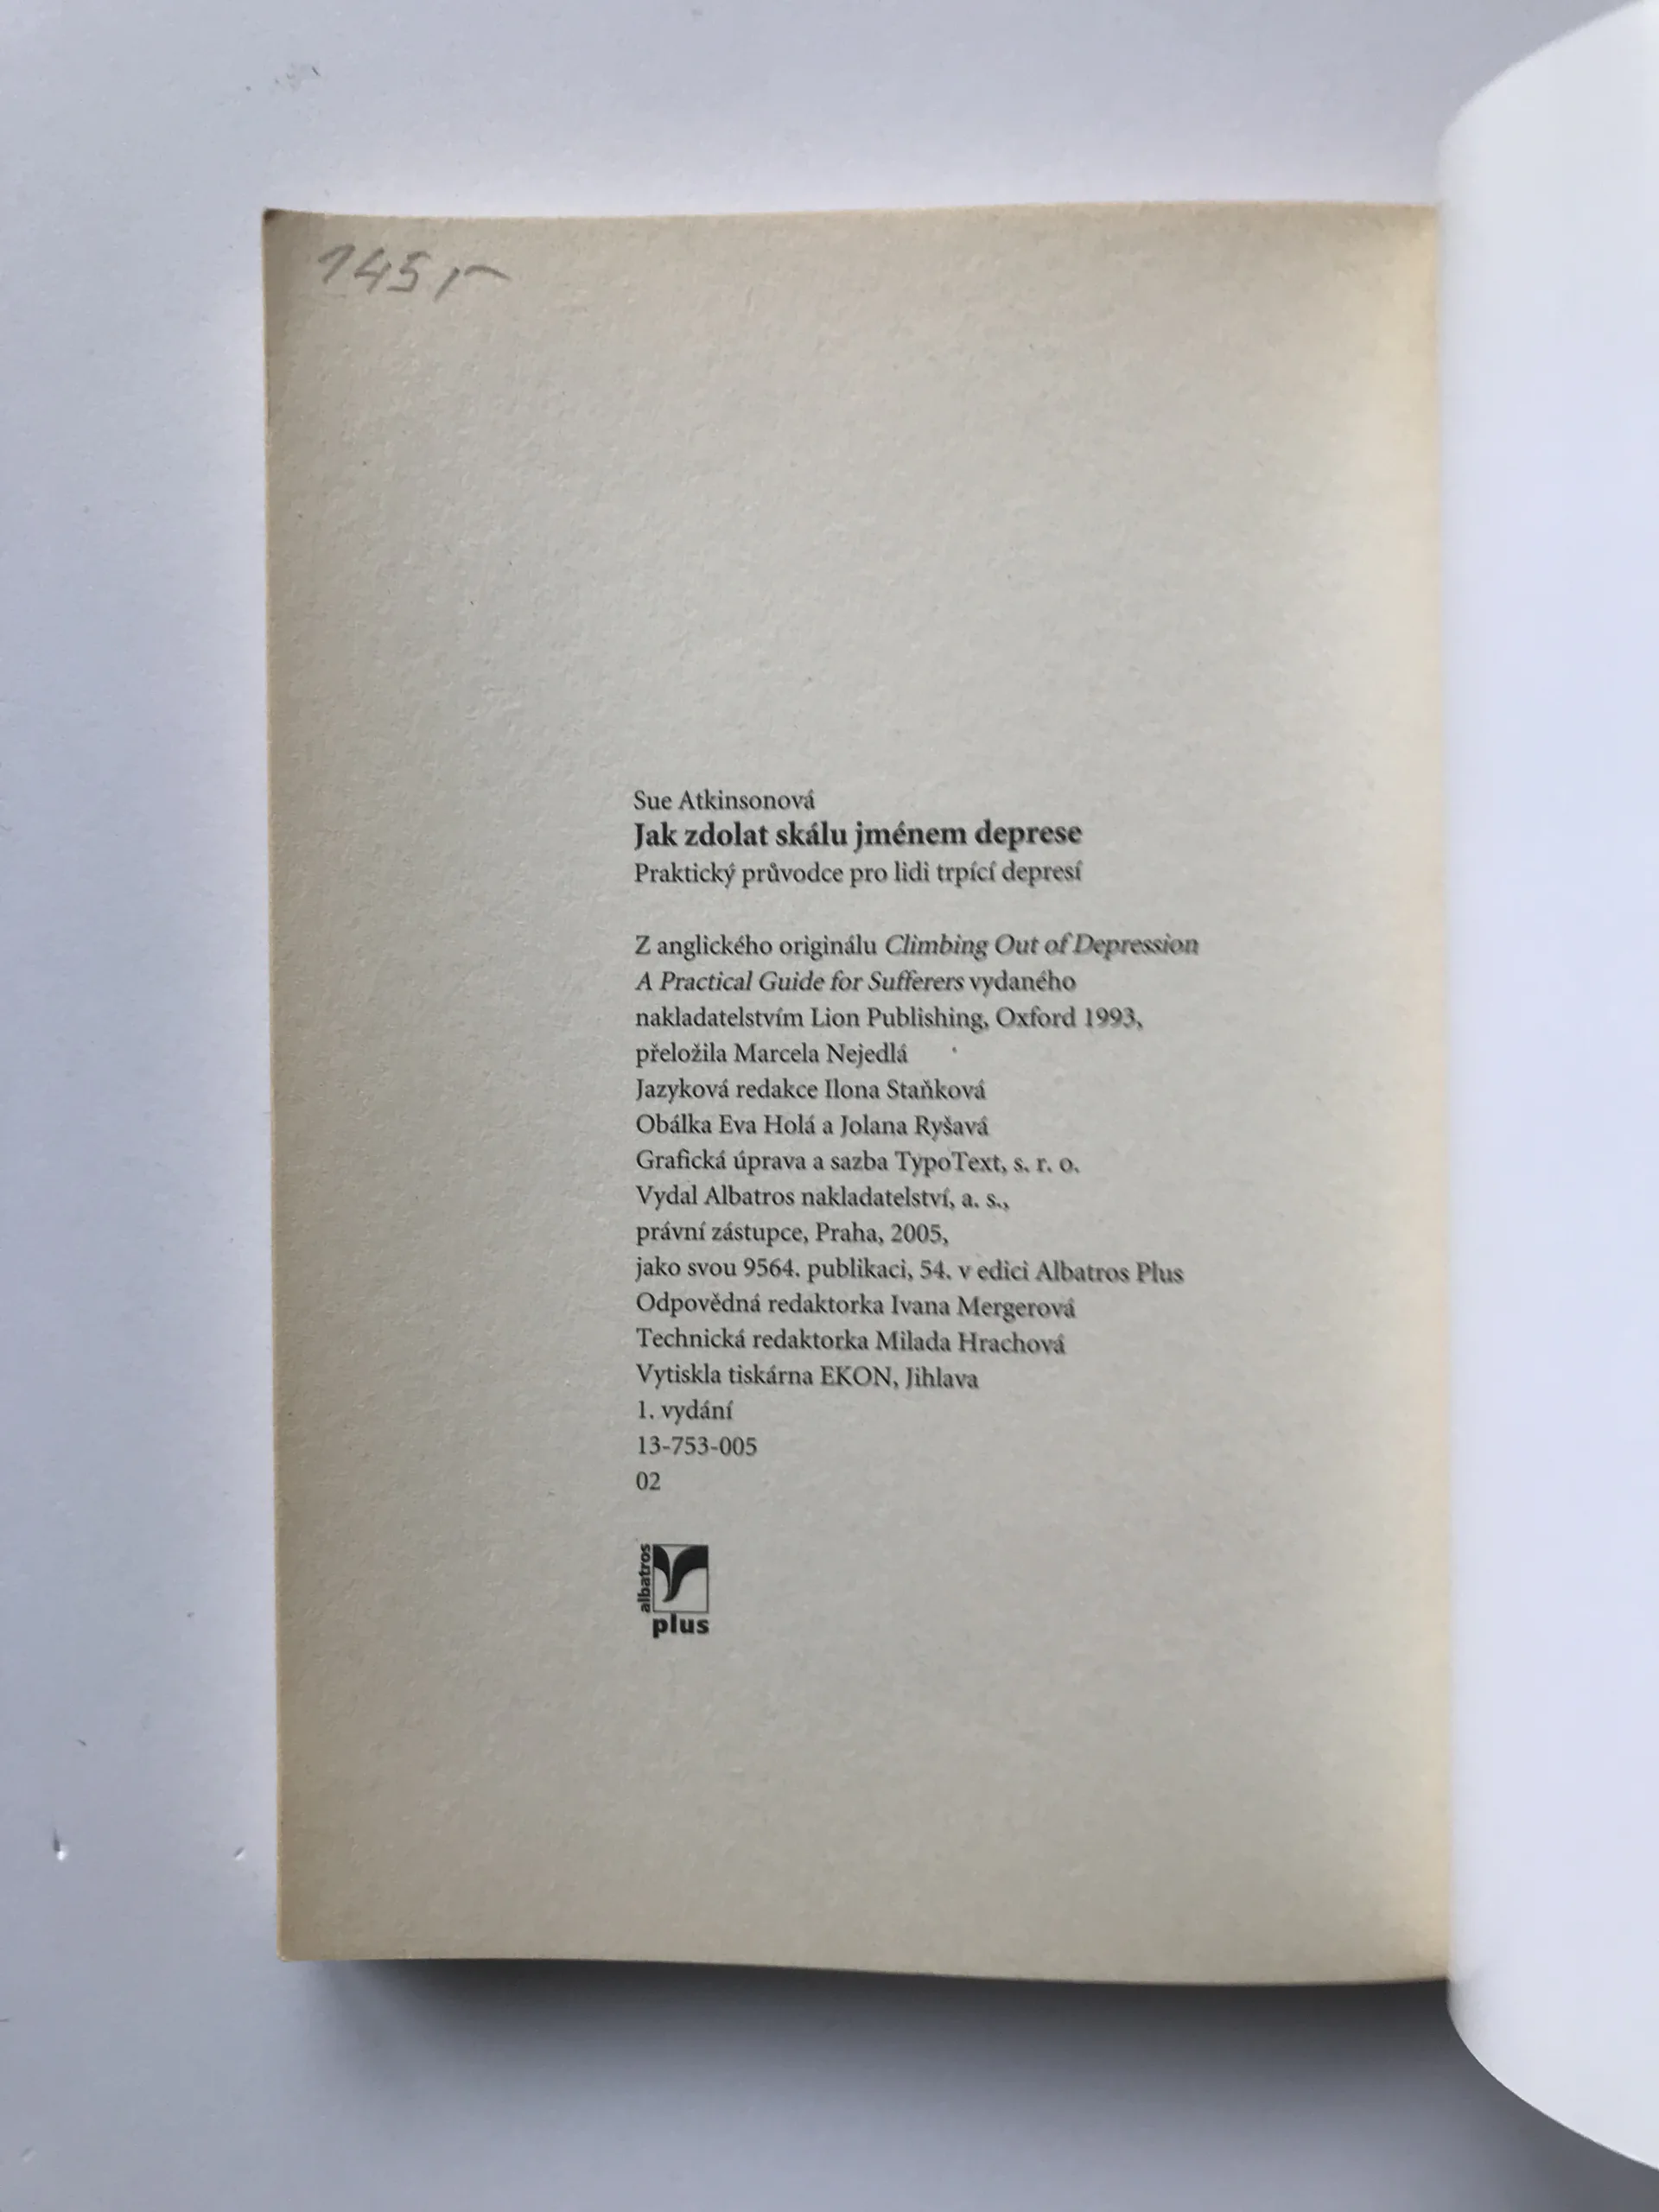 145,-
Sue Atkinsonová
Jak zdolat skálu jménem deprese
Praktický průvodce pro lidi trpící depresí
Z anglického originálu Climbing Out of Depression
A Practical Guide for Sufferers vydaného
nakladatelstvím Lion Publishing, Oxford 1993,
přeložila Marcela Nejedlá
Jazyková redakce Ilona Staňková
Obálka Eva Holá a Jolana Ryšavá
Grafická úprava a sazba TypoText, s. r. o.
Vydal Albatros nakladatelství, a. s.,
právní zástupce, Praha, 2005,
jako svou 9564. publikaci, 54. v edici Albatros Plus
Odpovědná redaktorka Ivana Mergerová
Technická redaktorka Milada Hrachová
Vytiskla tiskárna EKON, Jihlava
1. vydání
13-753-005
02
albatros
plus